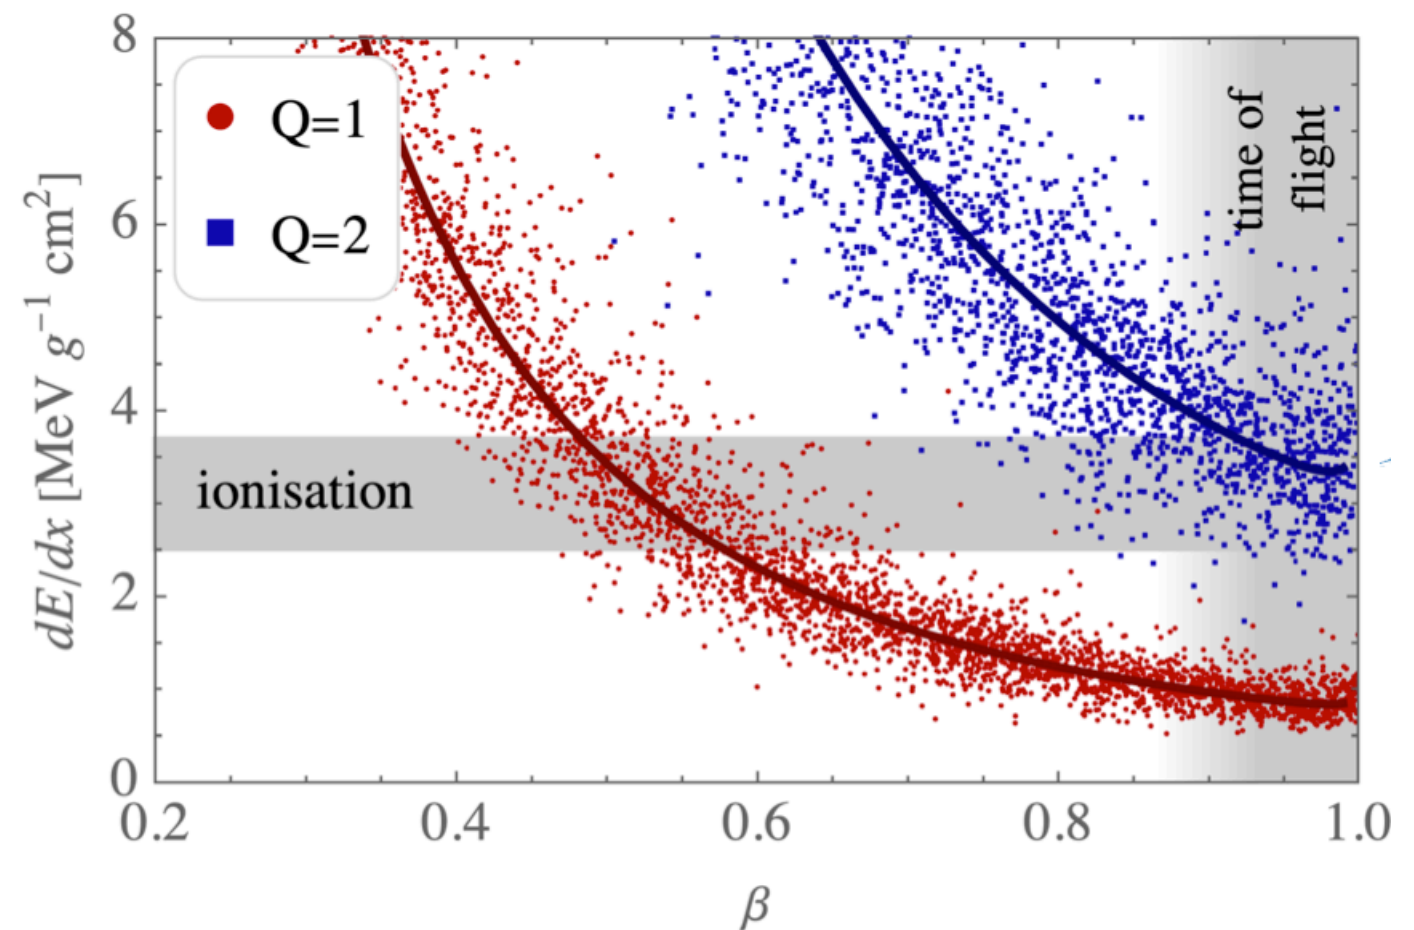 8
6
4
2
0
dE/dx [MeV g⁻¹ cm²]
Q=1
Q=2
ionisation
time of
flight
0.2 0.4 0.6 0.8 1.0
β